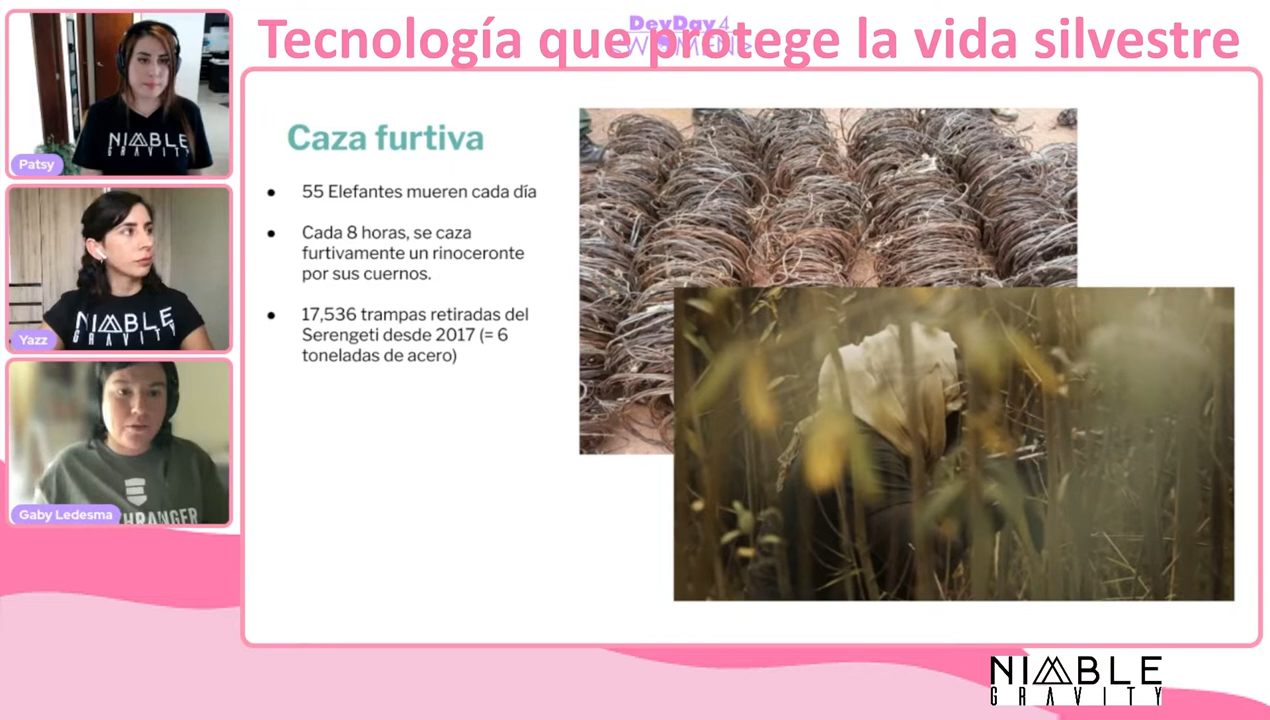 DevDay 4
<WOMEN>
Tecnología que protege la vida silvestre
NIMBLE
GRAVITY
Patsy
NIMBLE
GRAVITY
Yazz
HRANGER
Gaby Ledesma
Caza furtiva
• 55 Elefantes mueren cada día
• Cada 8 horas, se caza
furtivamente un rinoceronte
por sus cuernos.
• 17,536 trampas retiradas del
Serengeti desde 2017 (= 6
toneladas de acero)
NIMBLE
GRAVITY